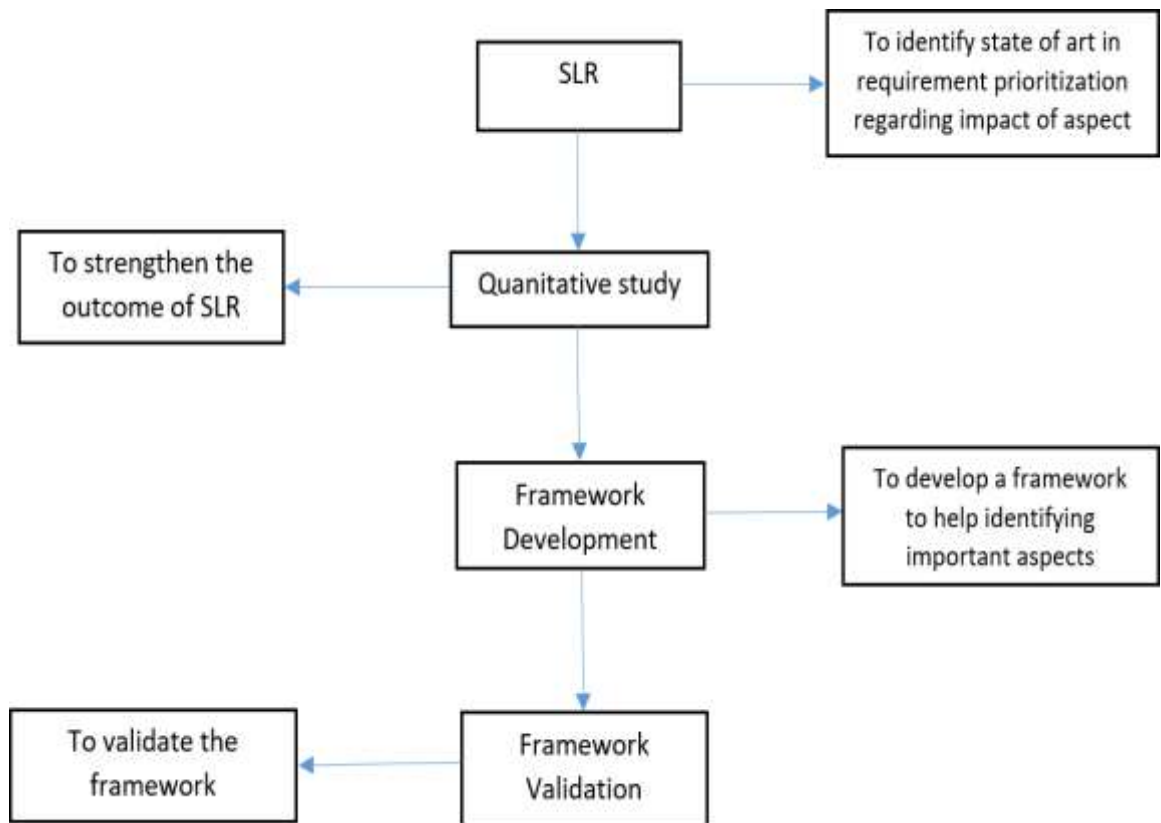 SLR
To identify state of art in
requirement prioritization
regarding impact of aspect
To strengthen the
outcome of SLR
Quanitative study
Framework
Development
To develop a framework
to help identifying
important aspects
To validate the
framework
Framework
Validation